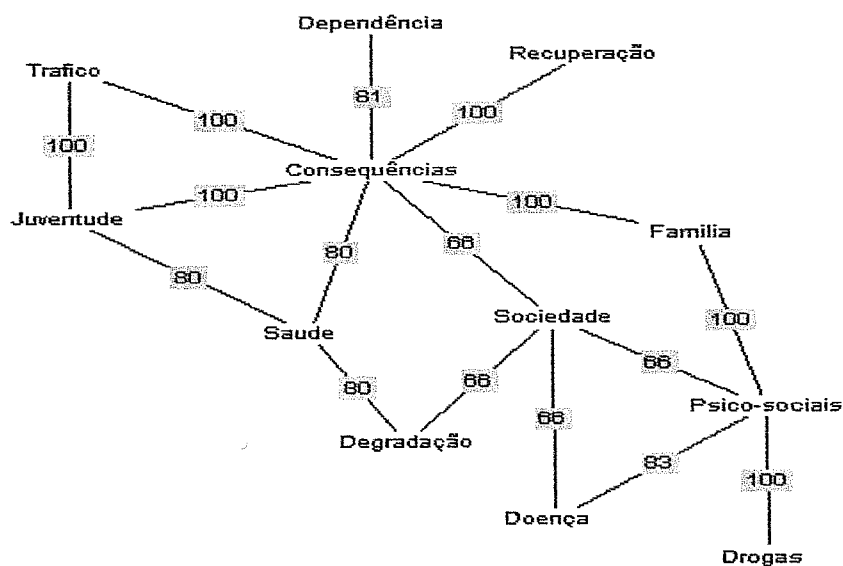 Dependência
Recuperação
Trafico
81
100
100
100
Consequências
100
100
Juventude
Familia
80
66
80
Sociedade
Saude
100
66
80
66
Psico-sociais
66
Degradação
83
100
Doença
Drogas